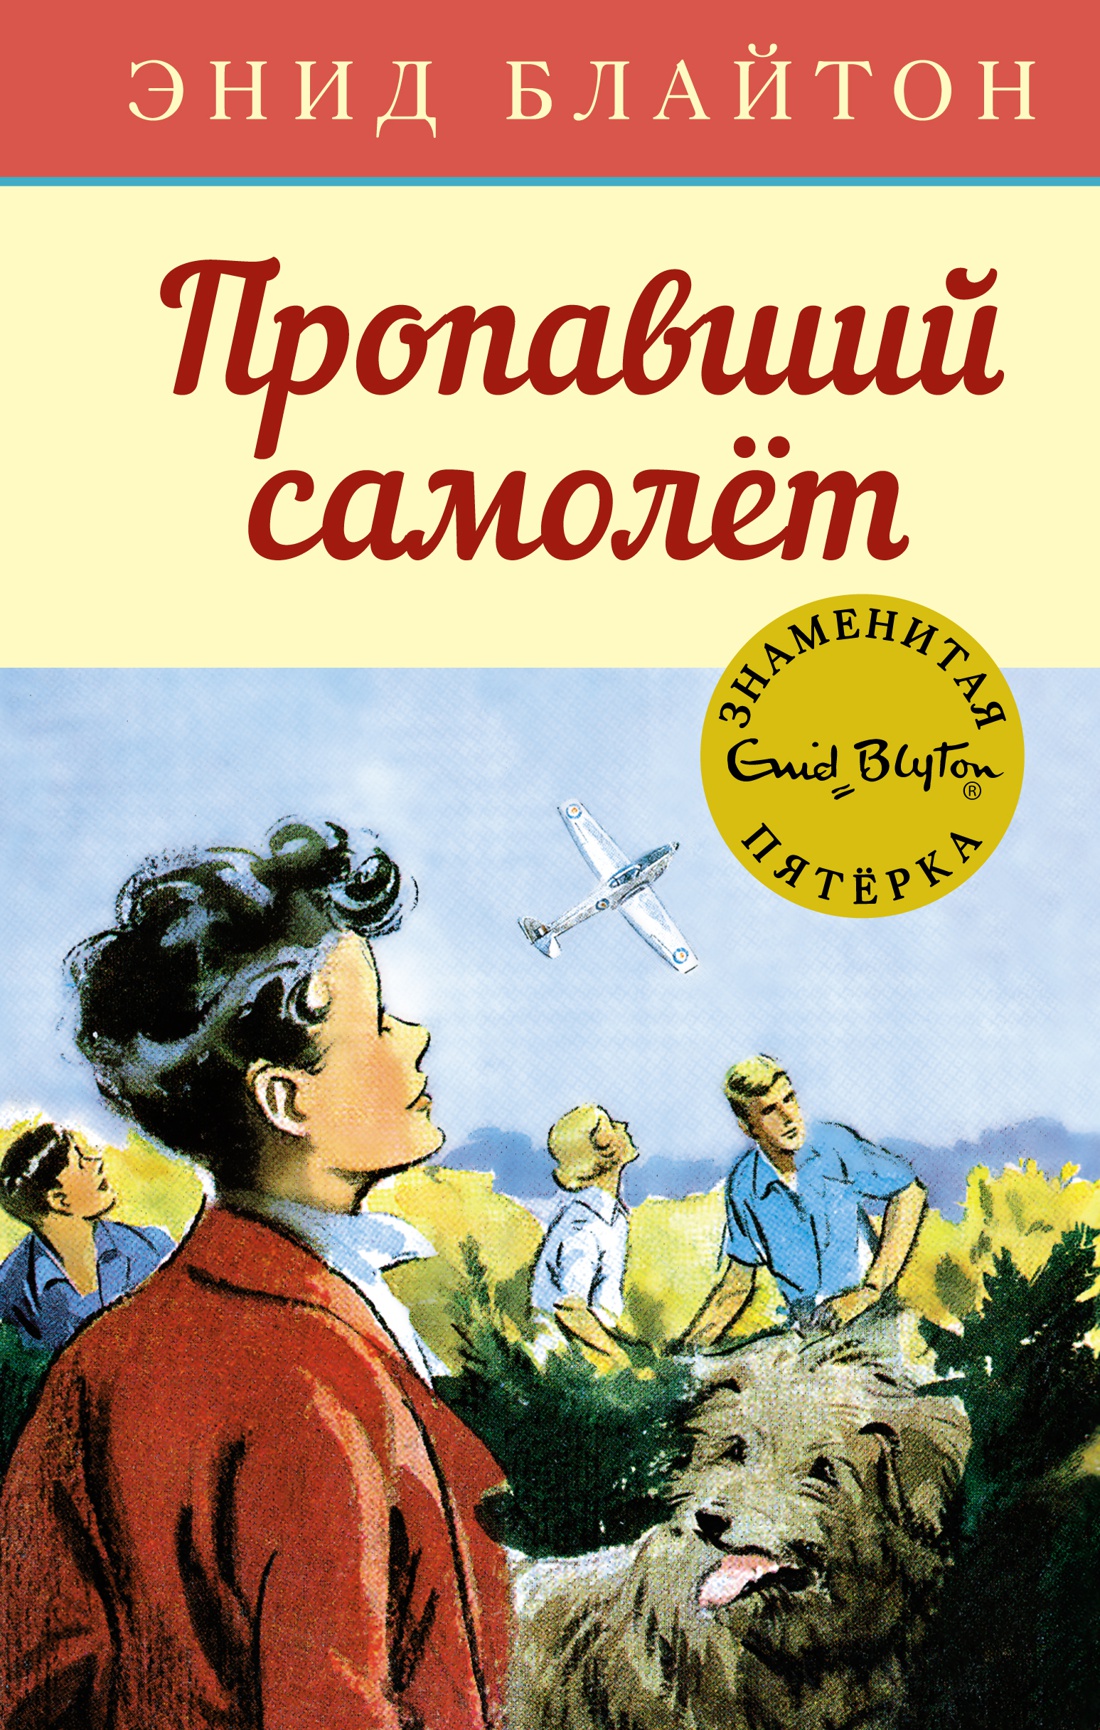 ЭНИД БЛАЙТОН
Пропавший
самолёт
ЗНАМЕНИТАЯ
Enid Blyton
®
ПЯТЁРКА